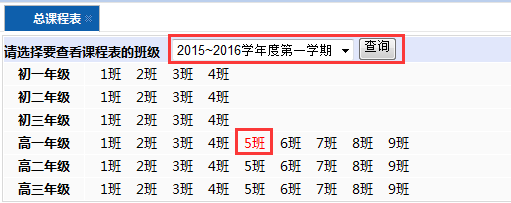 总课程表
请选择要查看课程表的班级 2015~2016学年度第一学期 查询
初一年级 1班 2班 3班 4班
初二年级 1班 2班 3班 4班
初三年级 1班 2班 3班 4班
高一年级 1班 2班 3班 4班 5班 6班 7班 8班 9班
高二年级 1班 2班 3班 4班 5班 6班 7班 8班 9班
高三年级 1班 2班 3班 4班 5班 6班 7班 8班 9班